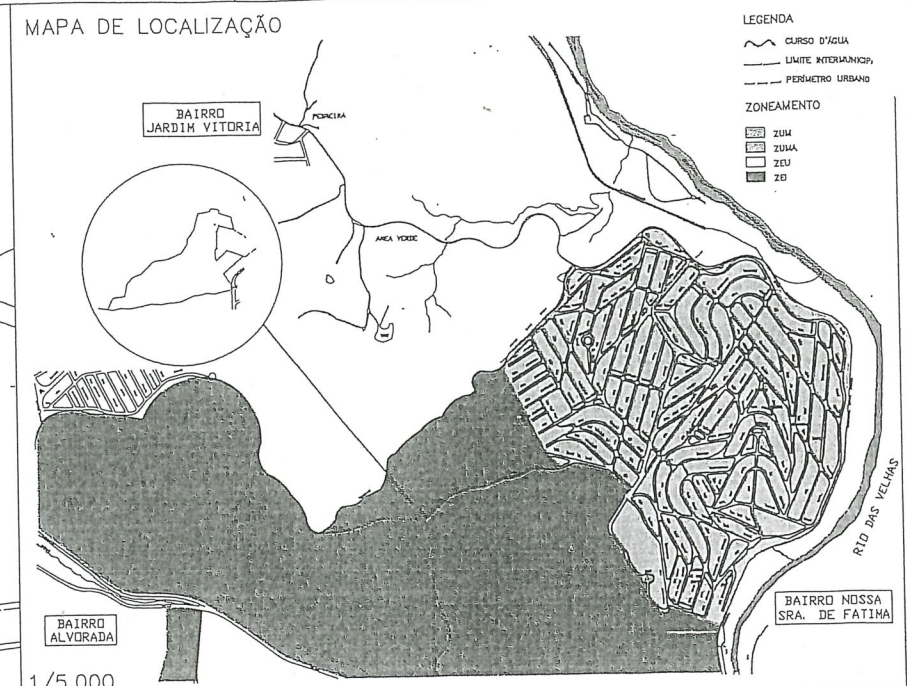 MAPA DE LOCALIZAÇÃO
LEGENDA
CURSO D'ÁGUA
LIMITE INTERMUNICIP
PERÍMETRO URBANO
ZONEAMENTO
ZUM
ZUMA
ZEU
ZEI
BAIRRO
JARDIM VITORIA
AREA VERDE
RIO DAS VELHAS
BAIRRO NOSSA
SRA. DE FATIMA
BAIRRO
ALVORADA
1/5.000